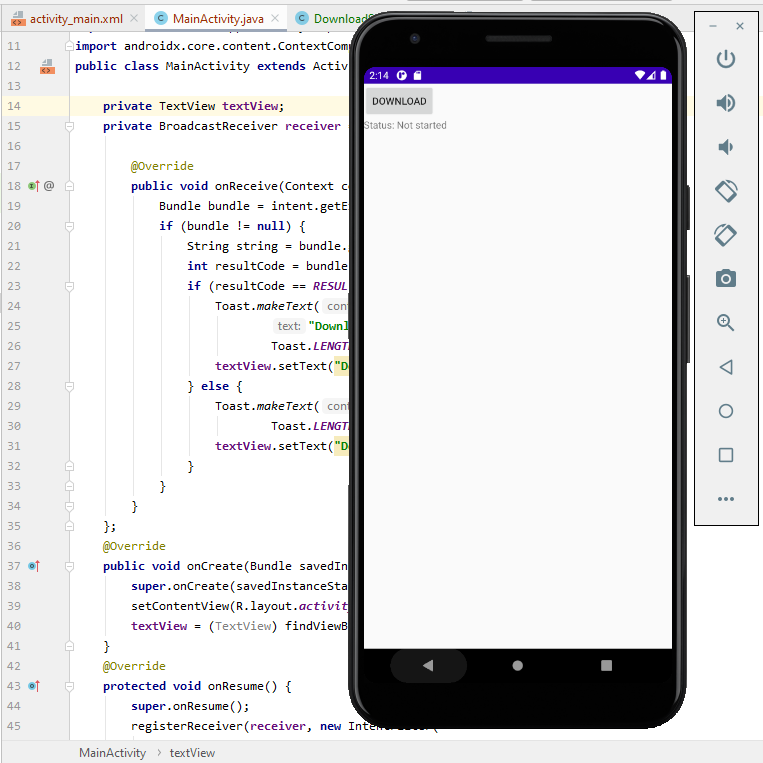 activity_main.xml
MainActivity.java
11 import androidx.core.content.ContextComp
12 public class MainActivity extends Activ
13
14 private TextView textView;
15 private BroadcastReceiver receiver
16
17 @Override
18 @ public void onReceive(Context co
19 Bundle bundle = intent.getE
20 if (bundle != null) {
21 String string = bundle.
22 int resultCode = bundle
23 if (resultCode == RESUL
24 Toast.makeText( cont
25 text: "Downl
26 Toast.LENGT
27 textView.setText("Do
28 } else {
29 Toast.makeText( cont
30 Toast.LENGT
31 textView.setText("Do
32 }
33 }
34 }
35 };
36 @Override
37 public void onCreate(Bundle savedIns
38 super.onCreate(savedInstanceSta
39 setContentView(R.layout.activity
40 textView = (TextView) findViewB
41 }
42 @Override
43 protected void onResume() {
44 super.onResume();
45 registerReceiver(receiver, new
MainActivity > textView
2:14
DOWNLOAD
Status: Not started